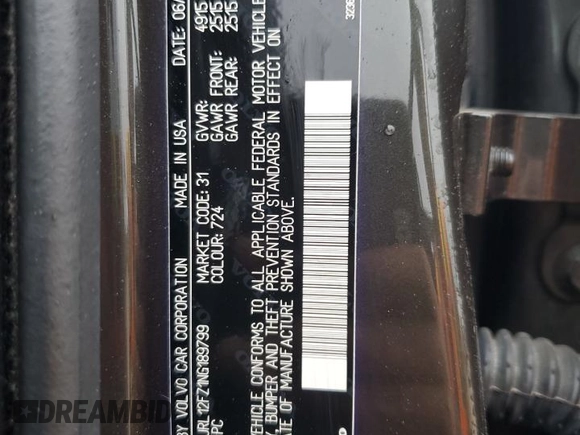 BY VOLVO CAR CORPORATION MADE IN USA DATE: 06/
GVWR: 4915
GAWR FRONT: 2515
GAWR REAR: 2515
JRL12FZ1NG189799 MARKET CODE: 31
PC COLOUR: 724
VEHICLE CONFORMS TO ALL APPLICABLE FEDERAL MOTOR VEHICLE
Y, BUMPER AND THEFT PREVENTION STANDARDS IN EFFECT ON
DATE OF MANUFACTURE SHOWN ABOVE.
DREAMBID